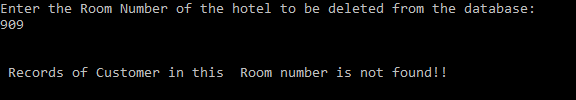 Enter the Room Number of the hotel to be deleted from the database:
909
Records of Customer in this  Room number is not found!!